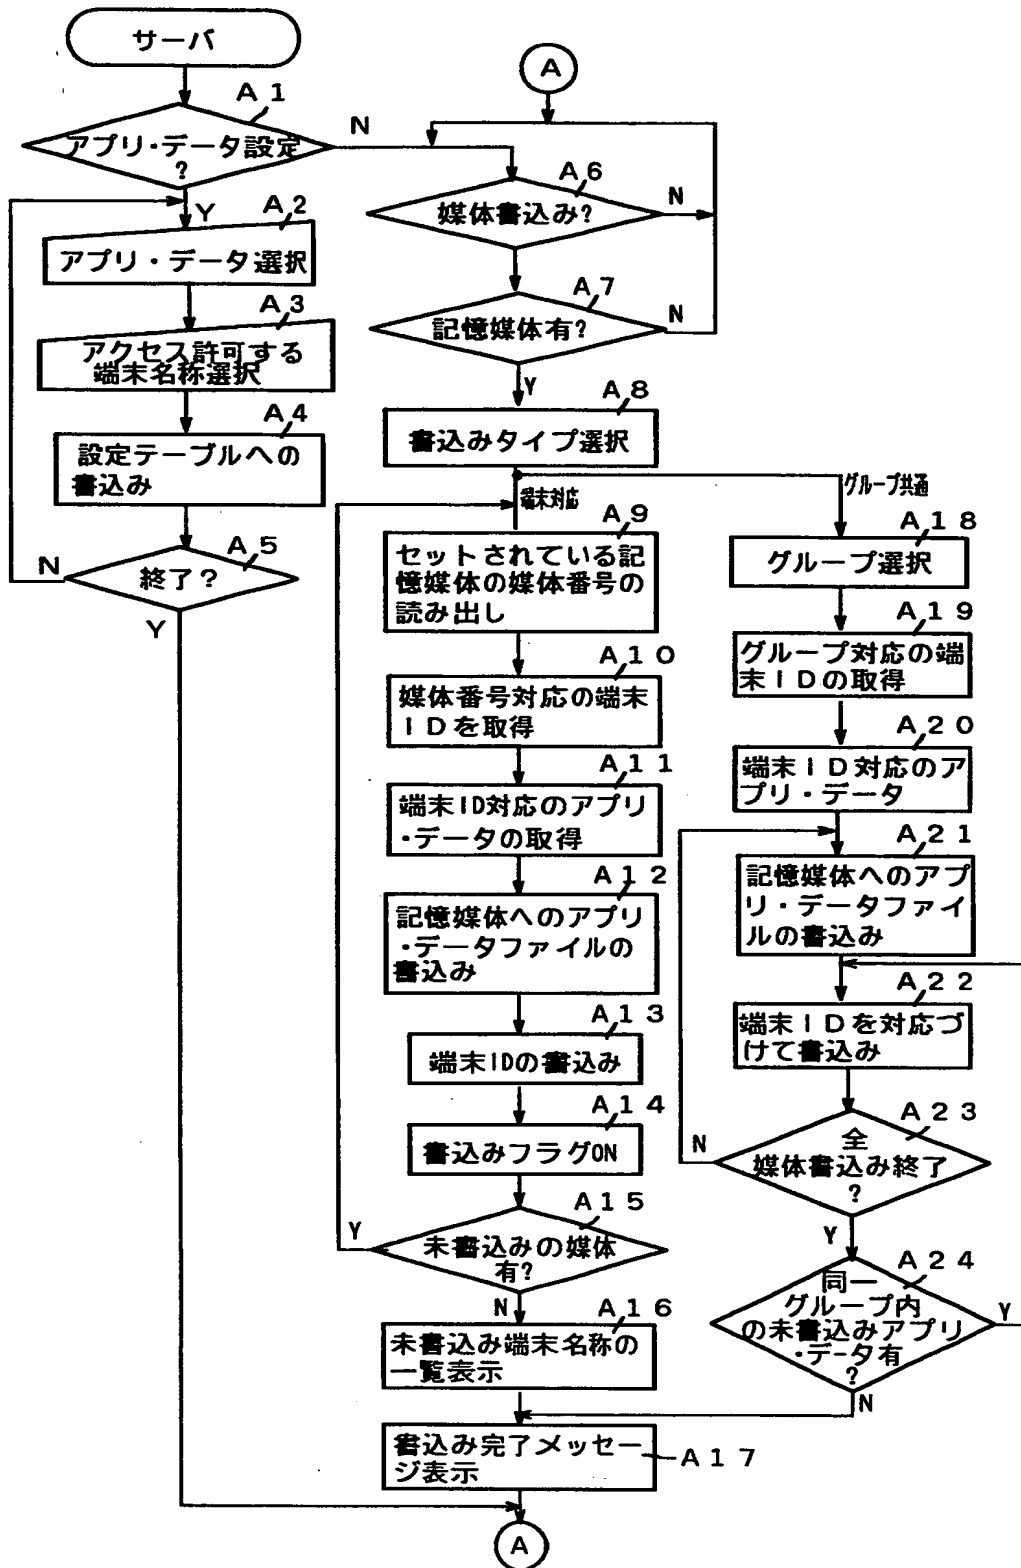 サーバ
A1
アプリ・データ設定
?
N
Y
A2
アプリ・データ選択
A3
アクセス許可する
端末名称選択
A4
設定テーブルへの
書込み
A5
終了?
N
Y
A
A6
媒体書込み?
N
A7
記憶媒体有?
N
Y
A8
書込みタイプ選択
端末対応
グループ共通
A9
セットされている記
憶媒体の媒体番号の
読み出し
A10
媒体番号対応の端末
IDを取得
A11
端末ID対応のアプリ
・データの取得
A12
記憶媒体へのアプリ
・データファイルの
書込み
A13
端末IDの書込み
A14
書込みフラグON
A15
未書込みの媒体
有?
Y
N
A16
未書込み端末名称の
一覧表示
A17
書込み完了メッセー
ジ表示
A
A18
グループ選択
A19
グループ対応の端
末IDの取得
A20
端末ID対応のア
プリ・データ
A21
記憶媒体へのアプ
リ・データファイ
ルの書込み
A22
端末IDを対応づ
けて書込み
A23
全
媒体書込み終了
?
N
Y
A24
同一
グループ内
の未書込みアプリ
・データ有
?
Y
N